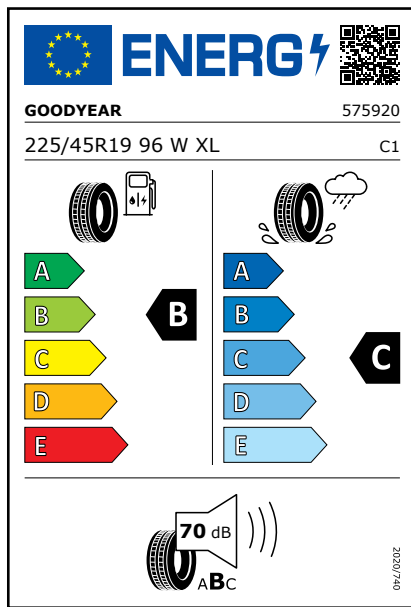 ENERG
GOODYEAR 575920
225/45R19 96 W XL C1
A
B
C
D
E
B
A
B
C
D
E
C
70 dB
ABC
2020/740